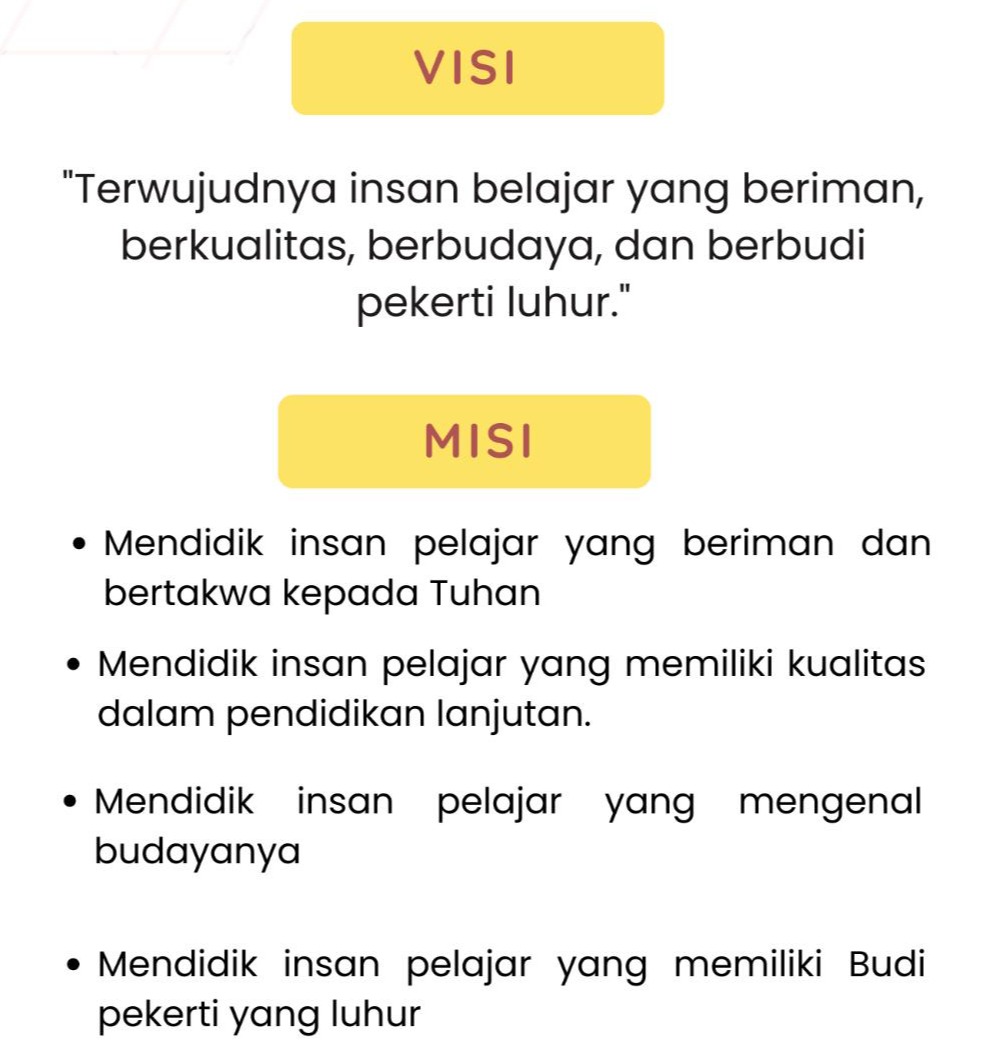 VISI
"Terwujudnya insan belajar yang beriman,
berkualitas, berbudaya, dan berbudi
pekerti luhur."
MISI
• Mendidik insan pelajar yang beriman dan
bertakwa kepada Tuhan
• Mendidik insan pelajar yang memiliki kualitas
dalam pendidikan lanjutan.
• Mendidik insan pelajar yang mengenal
budayanya
• Mendidik insan pelajar yang memiliki Budi
pekerti yang luhur